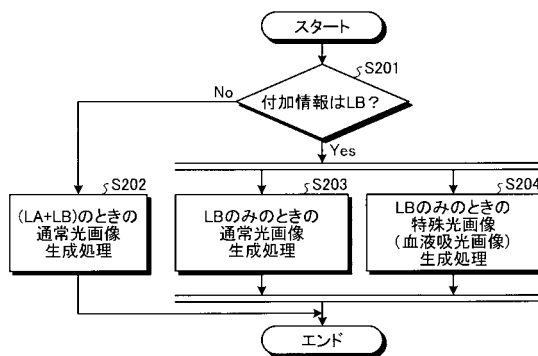 スタート
S201
付加情報はLB?
No
Yes
S202
(LA+LB)のときの
通常光画像
生成処理
S203
LBのみのときの
通常光画像
生成処理
S204
LBのみのときの
特殊光画像
(血液吸光画像)
生成処理
エンド